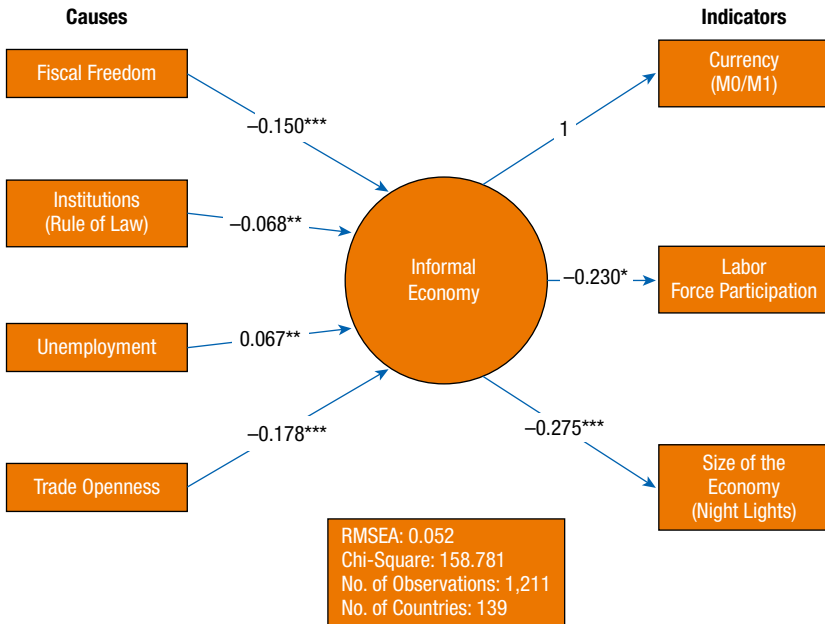 Causes
Indicators
Fiscal Freedom
Currency
(M0/M1)
–0.150***
1
Institutions
(Rule of Law)
–0.068**
Informal
Economy
–0.230*
Labor
Force Participation
Unemployment
0.067**
–0.178***
–0.275***
Trade Openness
Size of the
Economy
(Night Lights)
RMSEA: 0.052
Chi-Square: 158.781
No. of Observations: 1,211
No. of Countries: 139